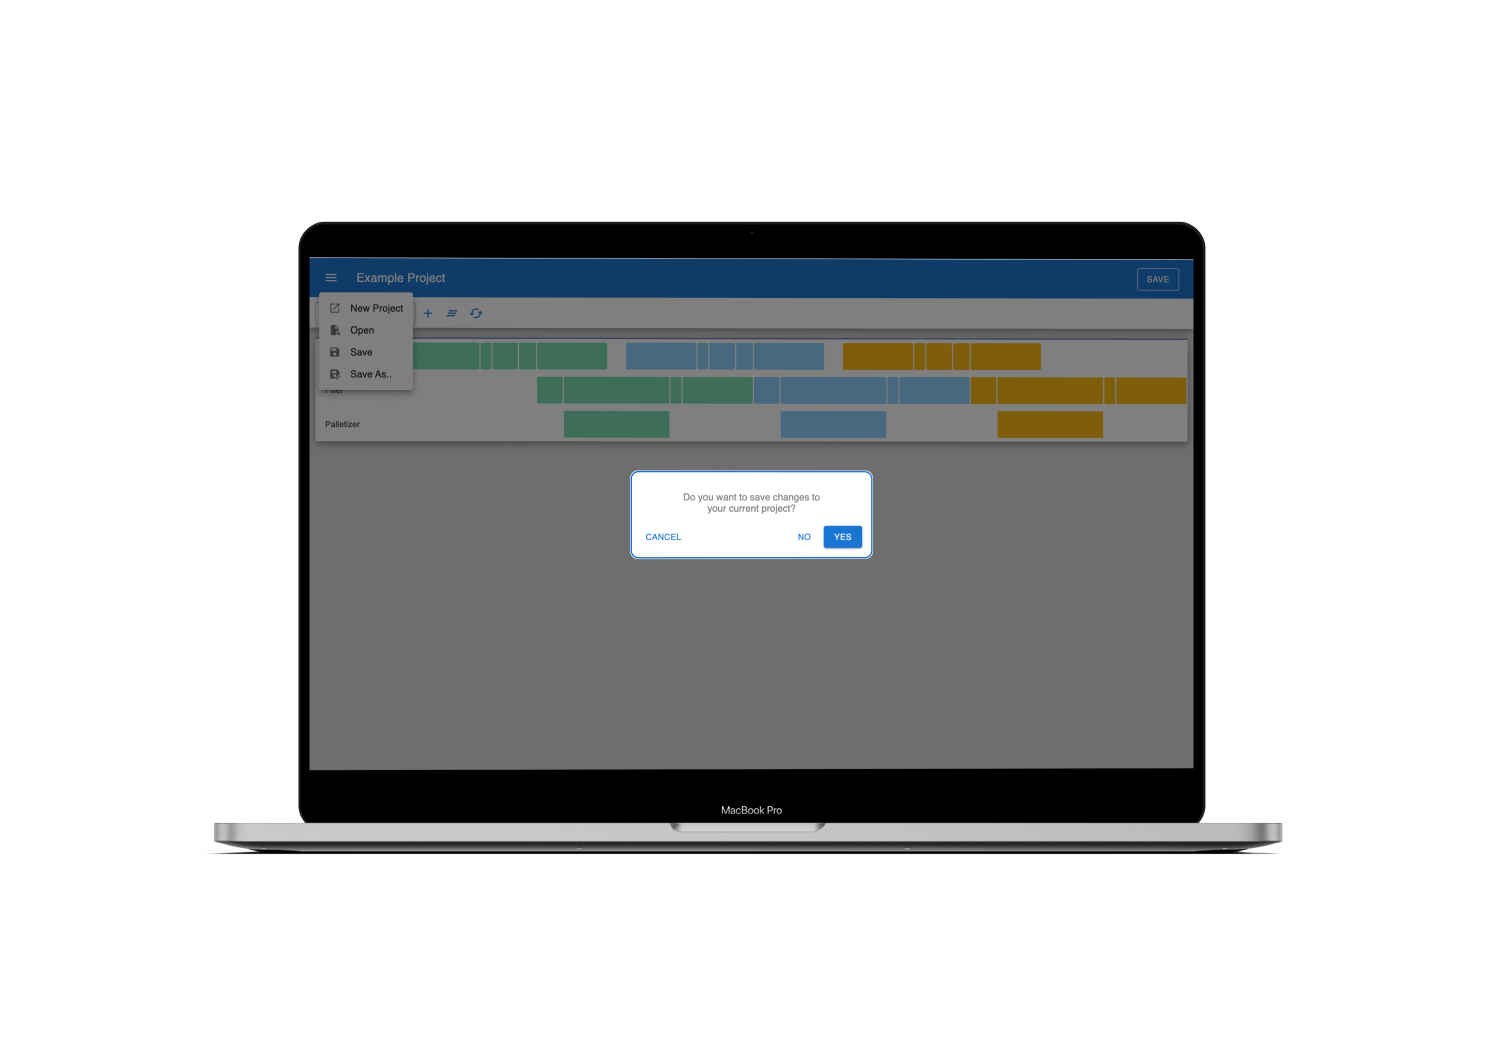 Example Project
SAVE
New Project
Open
Save
Save As..
Filler
Palletizer
Do you want to save changes to
your current project?
CANCEL
NO
YES
MacBook Pro